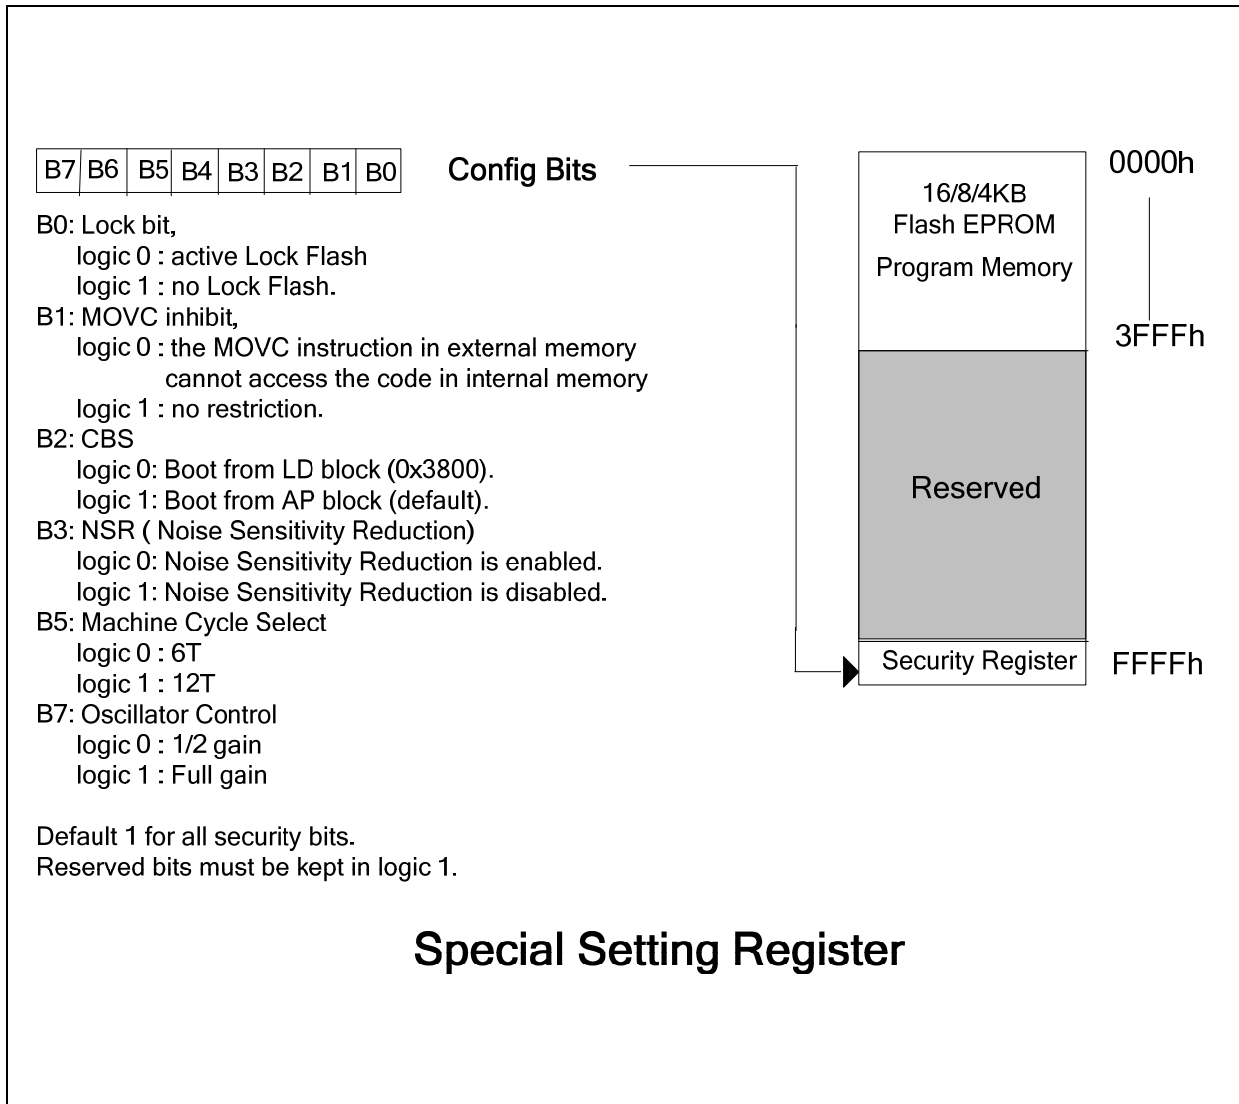 B7 B6 B5 B4 B3 B2 B1 B0
Config Bits
B0: Lock bit,
logic 0 : active Lock Flash
logic 1 : no Lock Flash.
B1: MOVC inhibit,
logic 0 : the MOVC instruction in external memory
cannot access the code in internal memory
logic 1 : no restriction.
B2: CBS
logic 0: Boot from LD block (0x3800).
logic 1: Boot from AP block (default).
B3: NSR ( Noise Sensitivity Reduction)
logic 0: Noise Sensitivity Reduction is enabled.
logic 1: Noise Sensitivity Reduction is disabled.
B5: Machine Cycle Select
logic 0 : 6T
logic 1 : 12T
B7: Oscillator Control
logic 0 : 1/2 gain
logic 1 : Full gain
Default 1 for all security bits.
Reserved bits must be kept in logic 1.
16/8/4KB
Flash EPROM
Program Memory
0000h
3FFFh
Reserved
Security Register
FFFFh
Special Setting Register